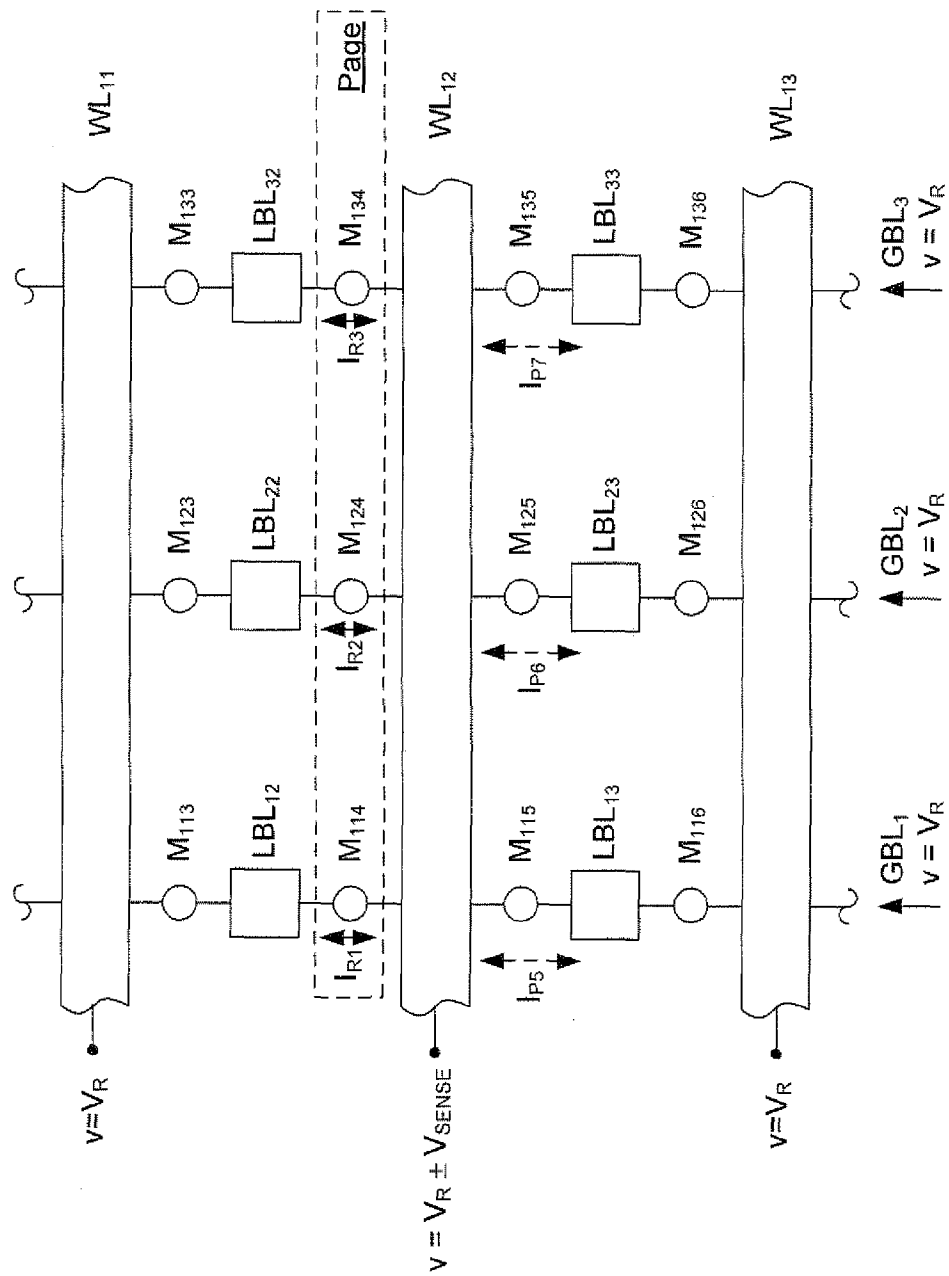 WL11
v=VR
M113 M123 M133
LBL12 LBL22 LBL32
Page
IR1 M114 IR2 M124 IR3 M134
WL12
v = VR ± VSENSE
M115 M125 M135
IP5 IP6 IP7
LBL13 LBL23 LBL33
M116 M126 M136
WL13
v=VR
GBL1 GBL2 GBL3
v = VR v = VR v = VR